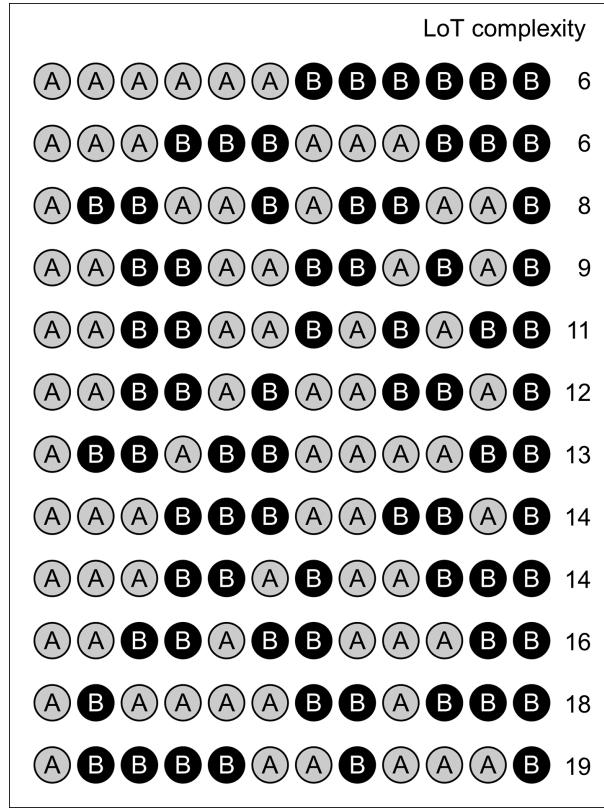 LoT complexity
A A A A A A B B B B B B 6
A A A B B B A A A B B B 6
A B B A A B A B B A A B 8
A A B B A A B B A B A B 9
A A B B A A B A B A B B 11
A A B B A B A A B B A B 12
A B B A B B A A A A B B 13
A A A B B B A A B B A B 14
A A A B B A B A A B B B 14
A A B B A B B A A A B B 16
A B A A A A B B A B B B 18
A B B B B A A B A A A B 19